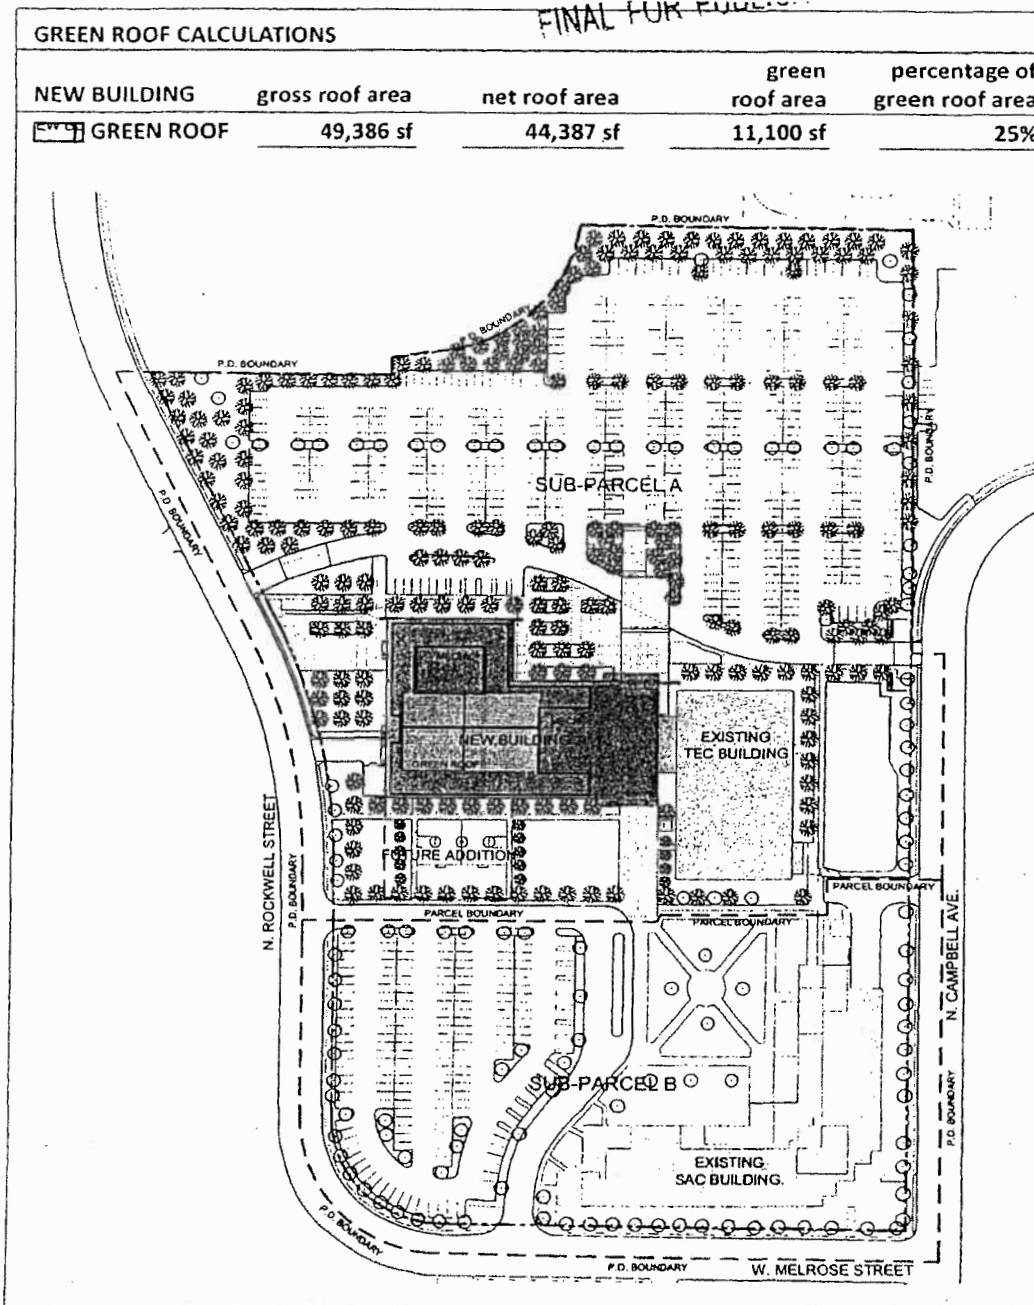 FINAL FOR
GREEN ROOF CALCULATIONS
green percentage of
NEW BUILDING gross roof area net roof area roof area green roof area
GREEN ROOF 49,386 sf 44,387 sf 11,100 sf 25%
P.D. BOUNDARY
P.D. BOUNDARY
BOUNDARY
P.D. BOUNDARY
P.D. BOUNDARY
SUB-PARCEL A
NEW BUILDING
GREEN ROOF
EXISTING
TEC BUILDING
FUTURE ADDITION
N. ROCKWELL STREET
P.D. BOUNDARY
PARCEL BOUNDARY
PARCEL BOUNDARY
PARCEL BOUNDARY
N. CAMPBELL AVE.
P.D. BOUNDARY
SUB-PARCEL B
EXISTING
SAC BUILDING.
P.D. BOUNDARY
P.D. BOUNDARY
W. MELROSE STREET